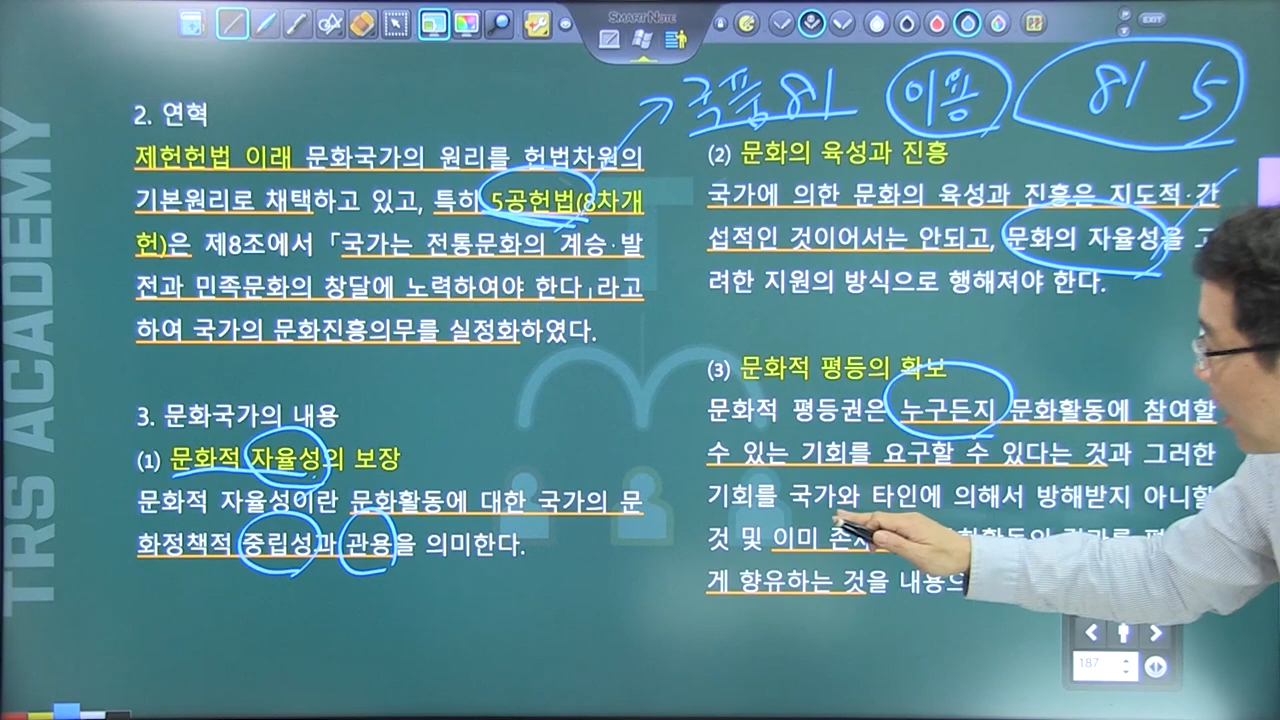 SMART NOTE
EXIT
국풍81 이용 81 5
2. 연혁
제헌헌법 이래 문화국가의 원리를 헌법차원의
기본원리로 채택하고 있고, 특히 5공헌법(8차개
헌)은 제8조에서 「국가는 전통문화의 계승·발
전과 민족문화의 창달에 노력하여야 한다」라고
하여 국가의 문화진흥의무를 실정화하였다.
3. 문화국가의 내용
(1) 문화적 자율성의 보장
문화적 자율성이란 문화활동에 대한 국가의 문
화정책적 중립성과 관용을 의미한다.
(2) 문화의 육성과 진흥
국가에 의한 문화의 육성과 진흥은 지도적·간
섭적인 것이어서는 안되고, 문화의 자율성을
려한 지원의 방식으로 행해져야 한다.
(3) 문화적 평등의 확보
문화적 평등권은 누구든지 문화활동에 참여할
수 있는 기회를 요구할 수 있다는 것과 그러한
기회를 국가와 타인에 의해서 방해받지 아니할
것 및 이미
게 향유하는 것을 내용으
187
TRS ACADEMY